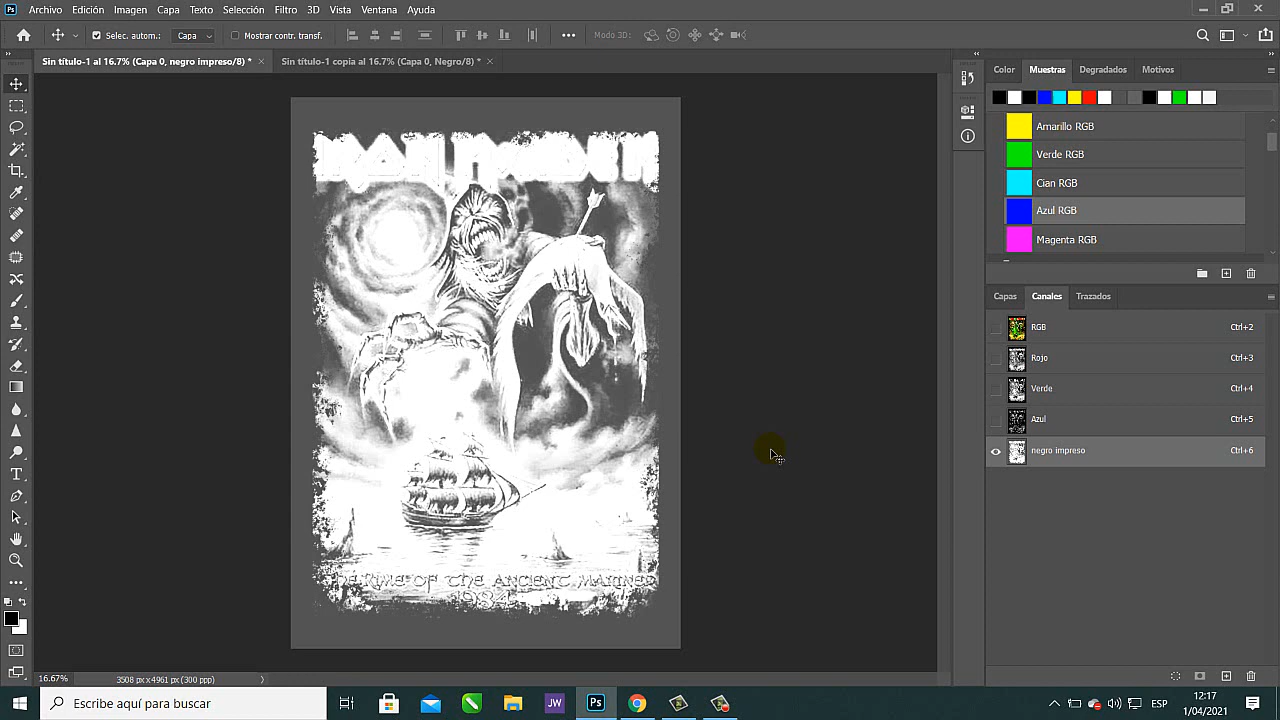 Ps Archivo Edición Imagen Capa Texto Selección Filtro 3D Vista Ventana Ayuda
Selec. autom.: Capa Mostrar contr. transf. Modo 3D:
Sin título-1 al 16.7% (Capa 0, negro impreso/8) * Sin título-1 copia al 16.7% (Capa 0, Negro/8) *
Color Muestras Degradados Motivos
Amarillo RGB
Verde RGB
Cian RGB
Azul RGB
Magenta RGB
Capas Canales Trazados
RGB Ctrl+2
Rojo Ctrl+3
Verde Ctrl+4
Azul Ctrl+5
negro impreso Ctrl+6
IRON MAIDEN
THE RIME OF THE ANCIENT MARINER
1984
16.67% 3508 px x 4961 px (300 ppp)
Escribe aquí para buscar
JW
Ps
ESP
12:17
1/04/2021